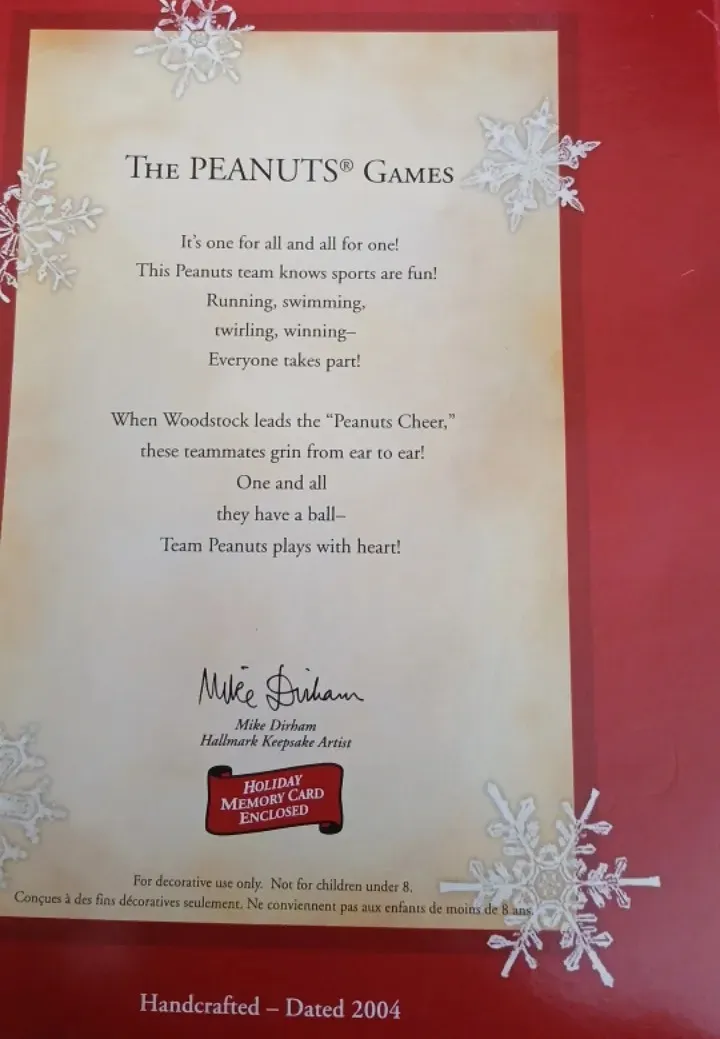 The PEANUTS® Games
It's one for all and all for one!
This Peanuts team knows sports are fun!
Running, swimming,
twirling, winning–
Everyone takes part!
When Woodstock leads the “Peanuts Cheer,”
these teammates grin from ear to ear!
One and all
they have a ball–
Team Peanuts plays with heart!
Mike Dirham
Mike Dirham
Hallmark Keepsake Artist
HOLIDAY
MEMORY CARD
ENCLOSED
For decorative use only. Not for children under 8.
Conçues à des fins décoratives seulement. Ne conviennent pas aux enfants de moins de 8 ans.
Handcrafted – Dated 2004